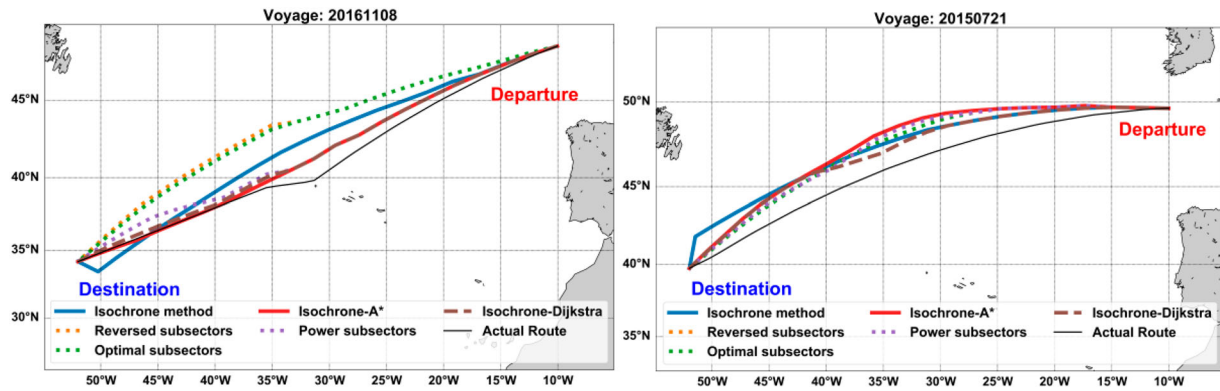 Voyage: 20161108
45°N
40°N
35°N
30°N
Departure
Destination
Isochrone method
Isochrone-A*
Isochrone-Dijkstra
Reversed subsectors
Power subsectors
Actual Route
Optimal subsectors
50°W 45°W 40°W 35°W 30°W 25°W 20°W 15°W 10°W
Voyage: 20150721
50°N
45°N
40°N
35°N
Departure
Destination
Isochrone method
Isochrone-A*
Isochrone-Dijkstra
Reversed subsectors
Power subsectors
Actual Route
Optimal subsectors
50°W 45°W 40°W 35°W 30°W 25°W 20°W 15°W 10°W